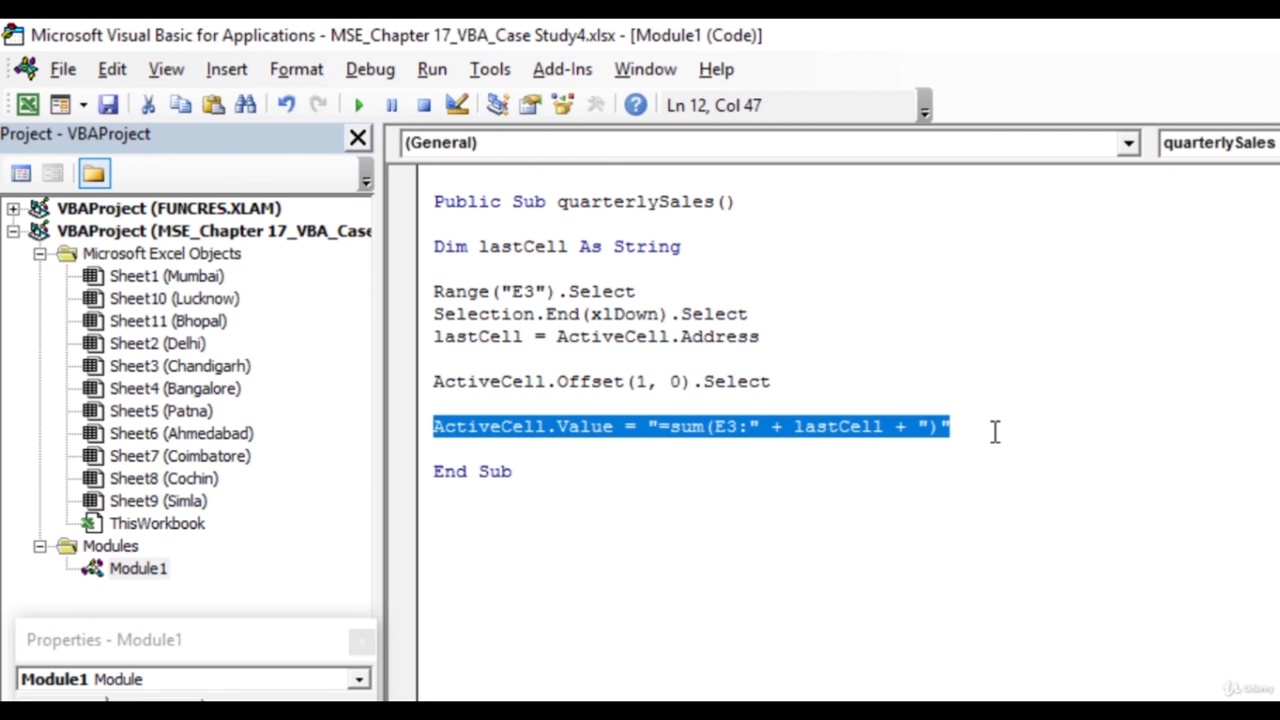 Microsoft Visual Basic for Applications - MSE_Chapter 17_VBA_Case Study4.xlsx - [Module1 (Code)]
File Edit View Insert Format Debug Run Tools Add-Ins Window Help
Ln 12, Col 47
Project - VBAProject
(General)
quarterlySales
VBAProject (FUNCRES.XLAM)
VBAProject (MSE_Chapter 17_VBA_Case
Microsoft Excel Objects
Sheet1 (Mumbai)
Sheet10 (Lucknow)
Sheet11 (Bhopal)
Sheet2 (Delhi)
Sheet3 (Chandigarh)
Sheet4 (Bangalore)
Sheet5 (Patna)
Sheet6 (Ahmedabad)
Sheet7 (Coimbatore)
Sheet8 (Cochin)
Sheet9 (Simla)
ThisWorkbook
Modules
Module1
Properties - Module1
Module1 Module
Public Sub quarterlySales()
Dim lastCell As String
Range("E3").Select
Selection.End(xlDown).Select
lastCell = ActiveCell.Address
ActiveCell.Offset(1, 0).Select
ActiveCell.Value = "=sum(E3:" + lastCell + ")"
End Sub
Udemy